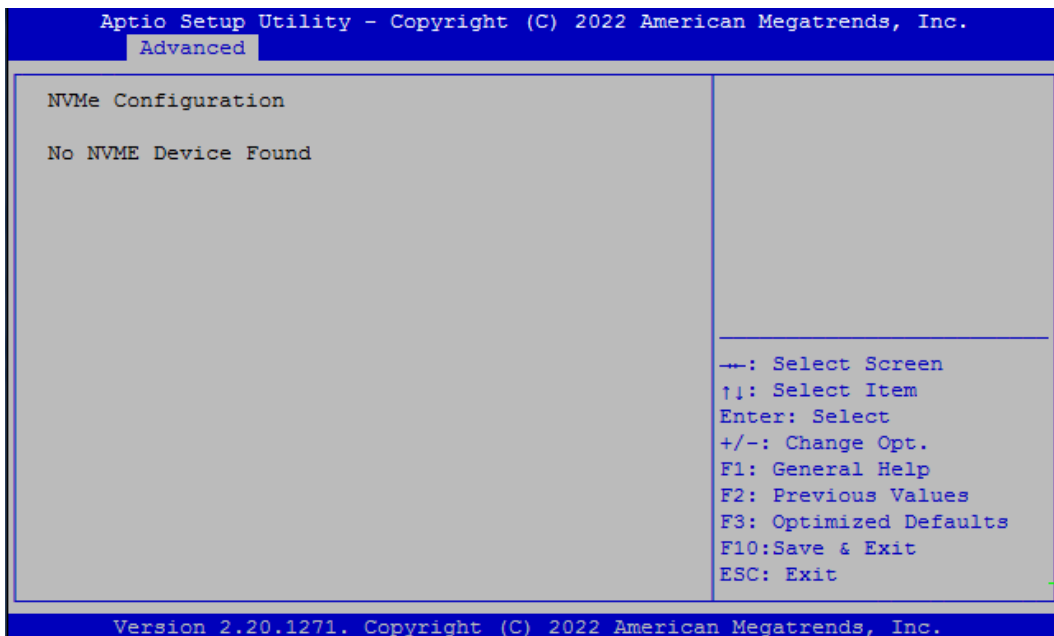 Aptio Setup Utility - Copyright (C) 2022 American Megatrends, Inc.
Advanced
NVMe Configuration
No NVME Device Found
→←: Select Screen
↑↓: Select Item
Enter: Select
+/-: Change Opt.
F1: General Help
F2: Previous Values
F3: Optimized Defaults
F10:Save & Exit
ESC: Exit
Version 2.20.1271. Copyright (C) 2022 American Megatrends, Inc.